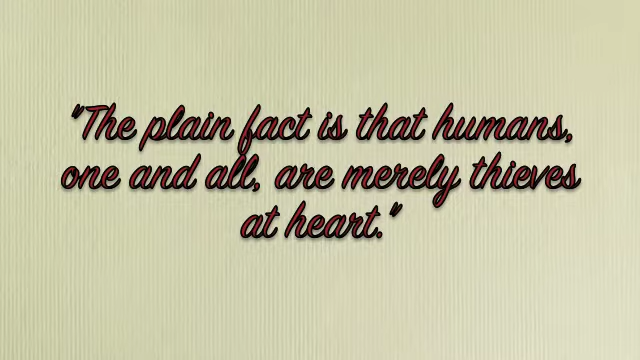 "The plain fact is that humans,
one and all, are merely thieves
at heart."